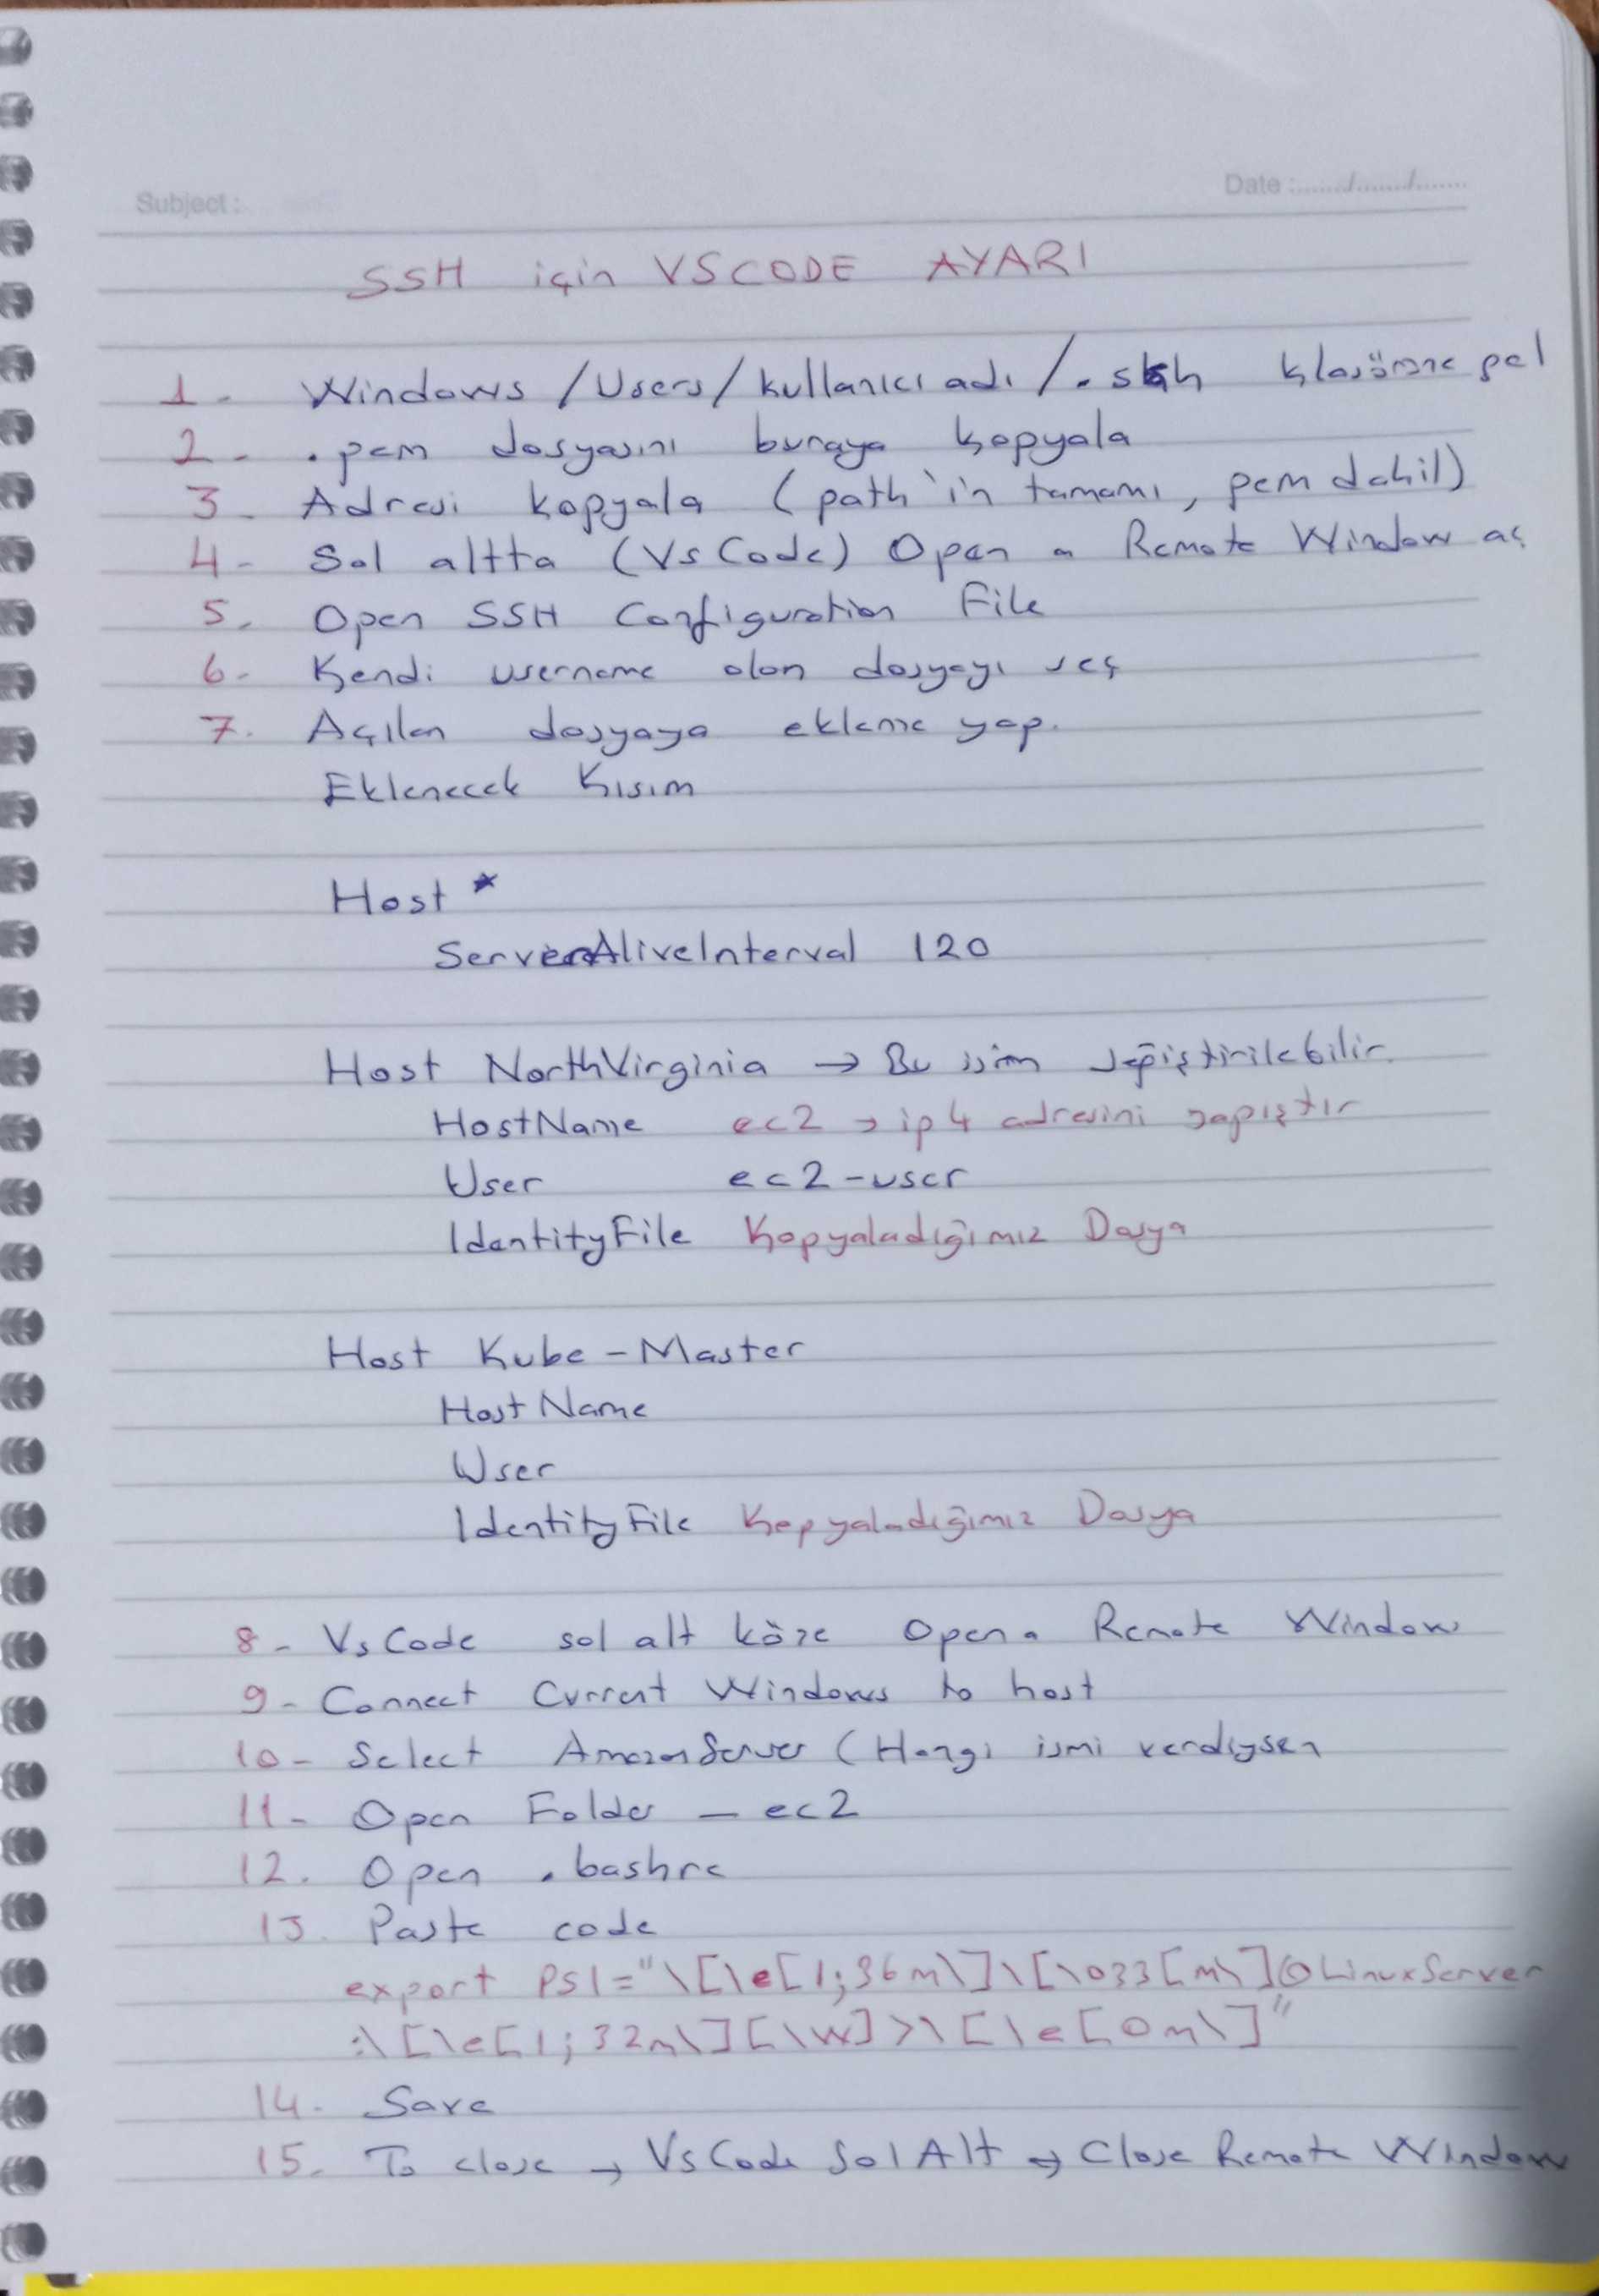 Subject :
Date :......./......./.......
SSH için VSCODE AYARI
1 - Windows /Users/kullanıcı adı /.ssh klasörüne gel
2 - .pem dosyasını buraya kopyala
3 - Adresi kopyala (path'in tamamı, pem dahil)
4 - Sol altta (VsCode) Open a Remote Window aç
5. Open SSH Configuration File
6- Kendi username olan dosyayı seç
7. Açılan dosyaya ekleme yap.
Eklenecek Kısım
Host *
ServerAliveInterval 120
Host NorthVirginia → Bu isim değiştirilebilir.
HostName ec2 → ip4 adresini yapıştır
User ec2-user
IdentityFile Kopyaladığımız Dosya
Host Kube-Master
HostName
User
IdentityFile Kopyaladığımız Dosya
8- VsCode sol alt köşe Open a Remote Window
9- Connect Current Windows to host
10- Select AmazonServer (Hangi ismi verdiysen
11- Open Folder - ec2
12. Open .bashrc
13. Paste code
export PS1="\[\e[1;36m\]\[\033[m\]@LinuxServer
:\[\e[1;32m\][\w]>\[\e[0m\]"
14. Save
15. To close → VsCode Sol Alt → Close Remote Window